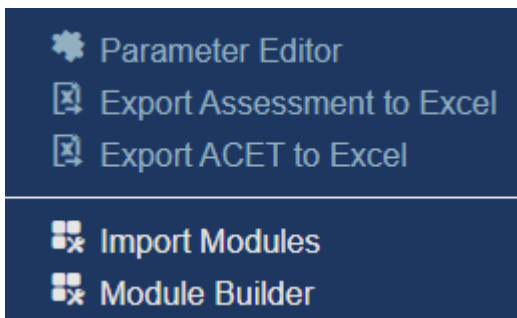 Parameter Editor
Export Assessment to Excel
Export ACET to Excel
Import Modules
Module Builder